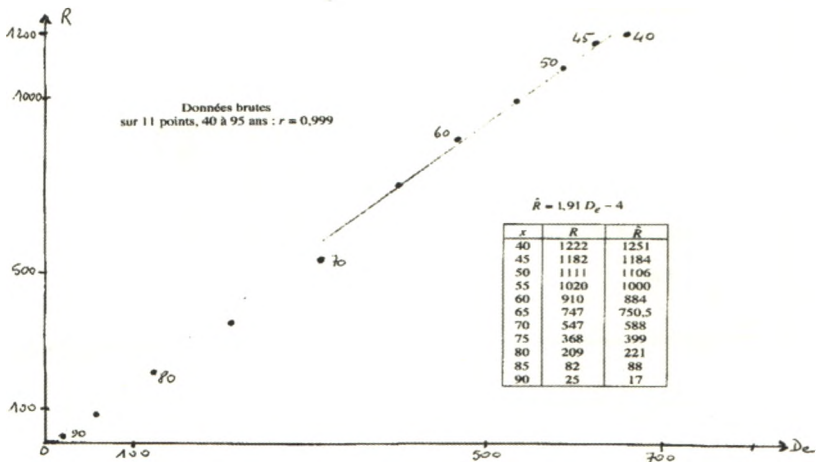 R
1200
45
40
50
1000
Données brutes
sur 11 points, 40 à 95 ans : r = 0,999
60
R̂ = 1,91 De – 4
x R R̂
40 1222 1251
45 1182 1184
50 1111 1106
55 1020 1000
60 910 884
65 747 750,5
70 547 588
75 368 399
80 209 221
85 82 88
90 25 17
500
70
80
100
90
0 100 500 700 De